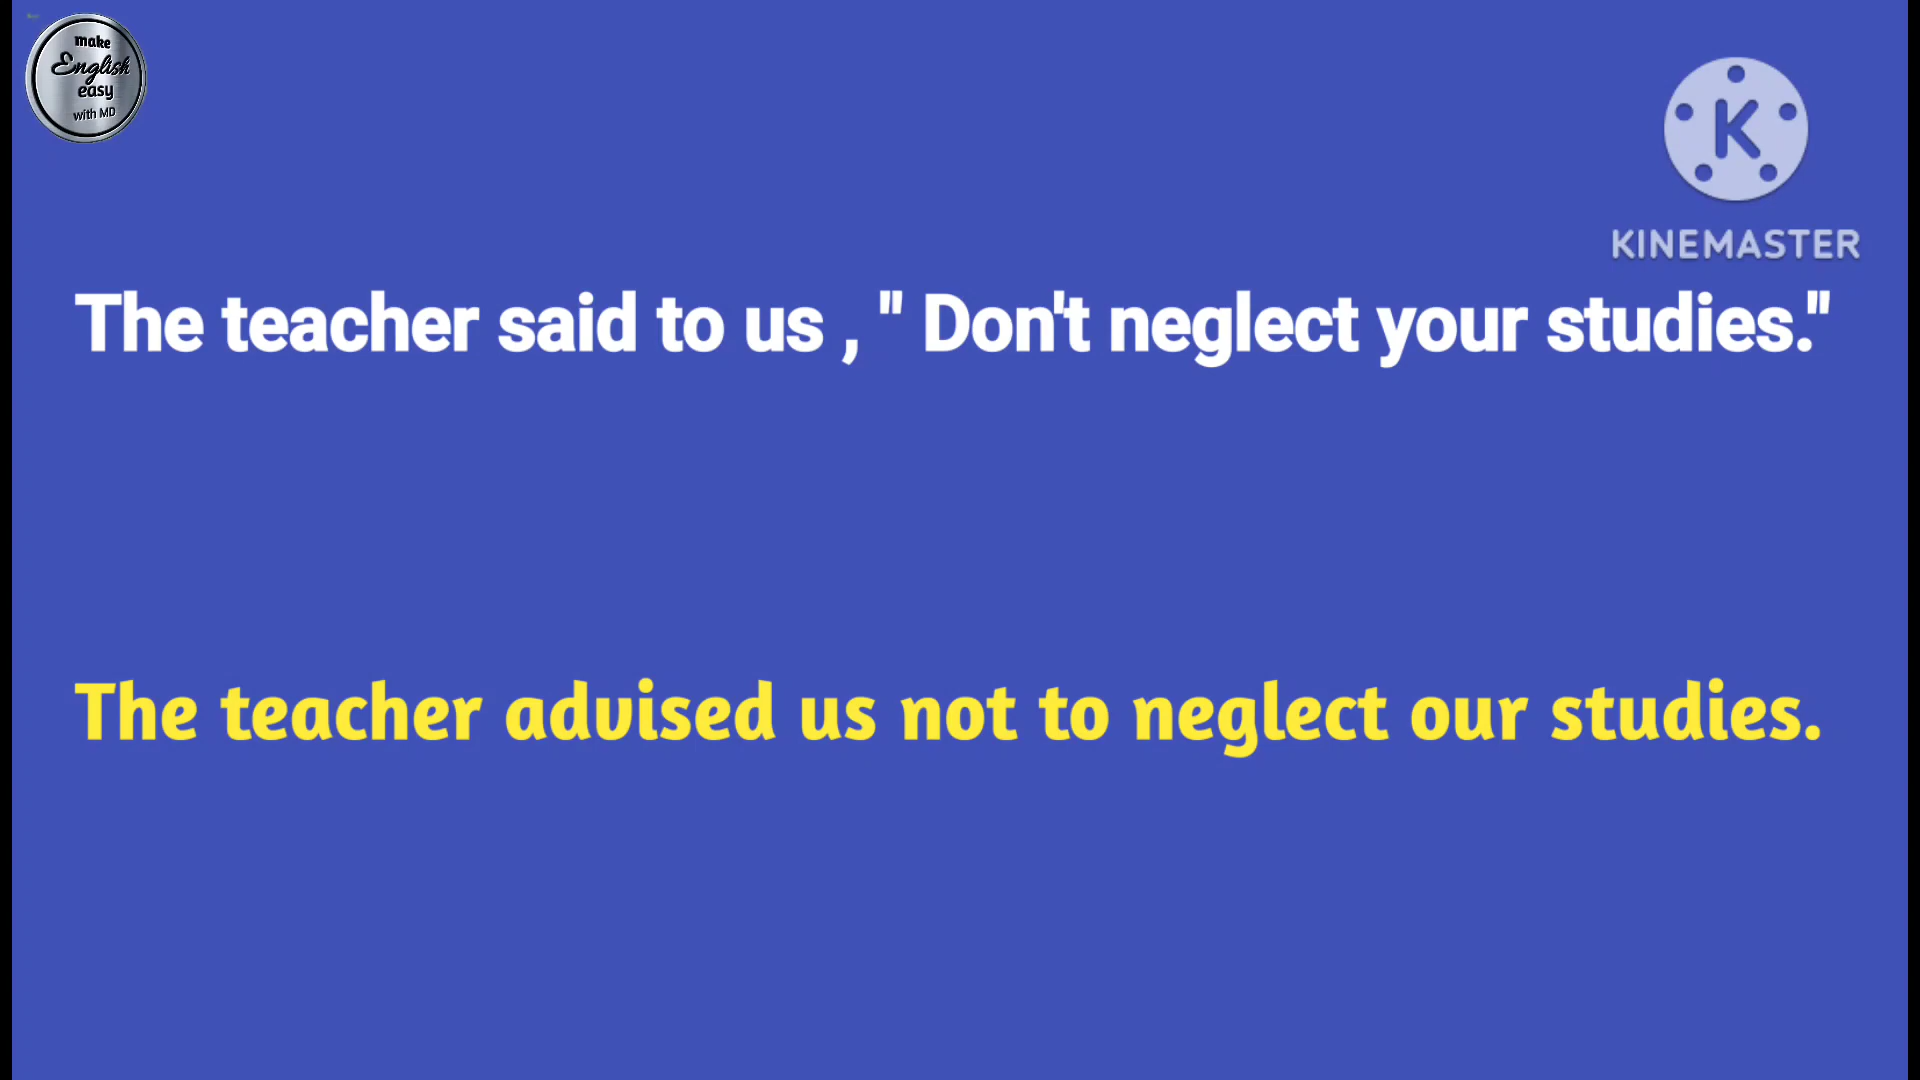 make
English
easy
with MD
K
KINEMASTER
The teacher said to us , " Don't neglect your studies."
The teacher advised us not to neglect our studies.